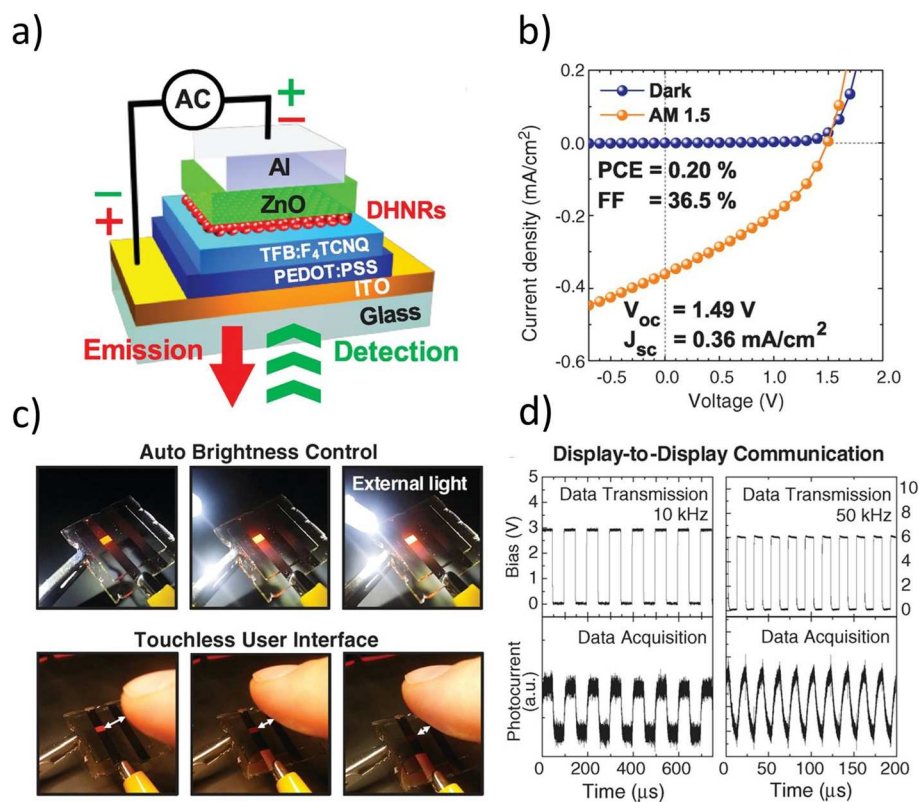 a)
AC
+
−
−
+
Al
ZnO
DHNRs
TFB:F₄TCNQ
PEDOT:PSS
ITO
Glass
Emission
Detection
b)
Current density (mA/cm²)
0.2
0.0
-0.2
-0.4
-0.6
Dark
AM 1.5
PCE = 0.20 %
FF = 36.5 %
Voc = 1.49 V
Jsc = 0.36 mA/cm²
-0.5 0.0 0.5 1.0 1.5 2.0
Voltage (V)
c)
Auto Brightness Control
External light
Touchless User Interface
d)
Display-to-Display Communication
Bias (V)
5
4
3
2
1
0
Data Transmission
10 kHz
Data Transmission
50 kHz
10
8
6
4
2
0
Photocurrent
(a.u.)
Data Acquisition
Data Acquisition
0 200 400 600
Time (μs)
0 50 100 150 200
Time (μs)